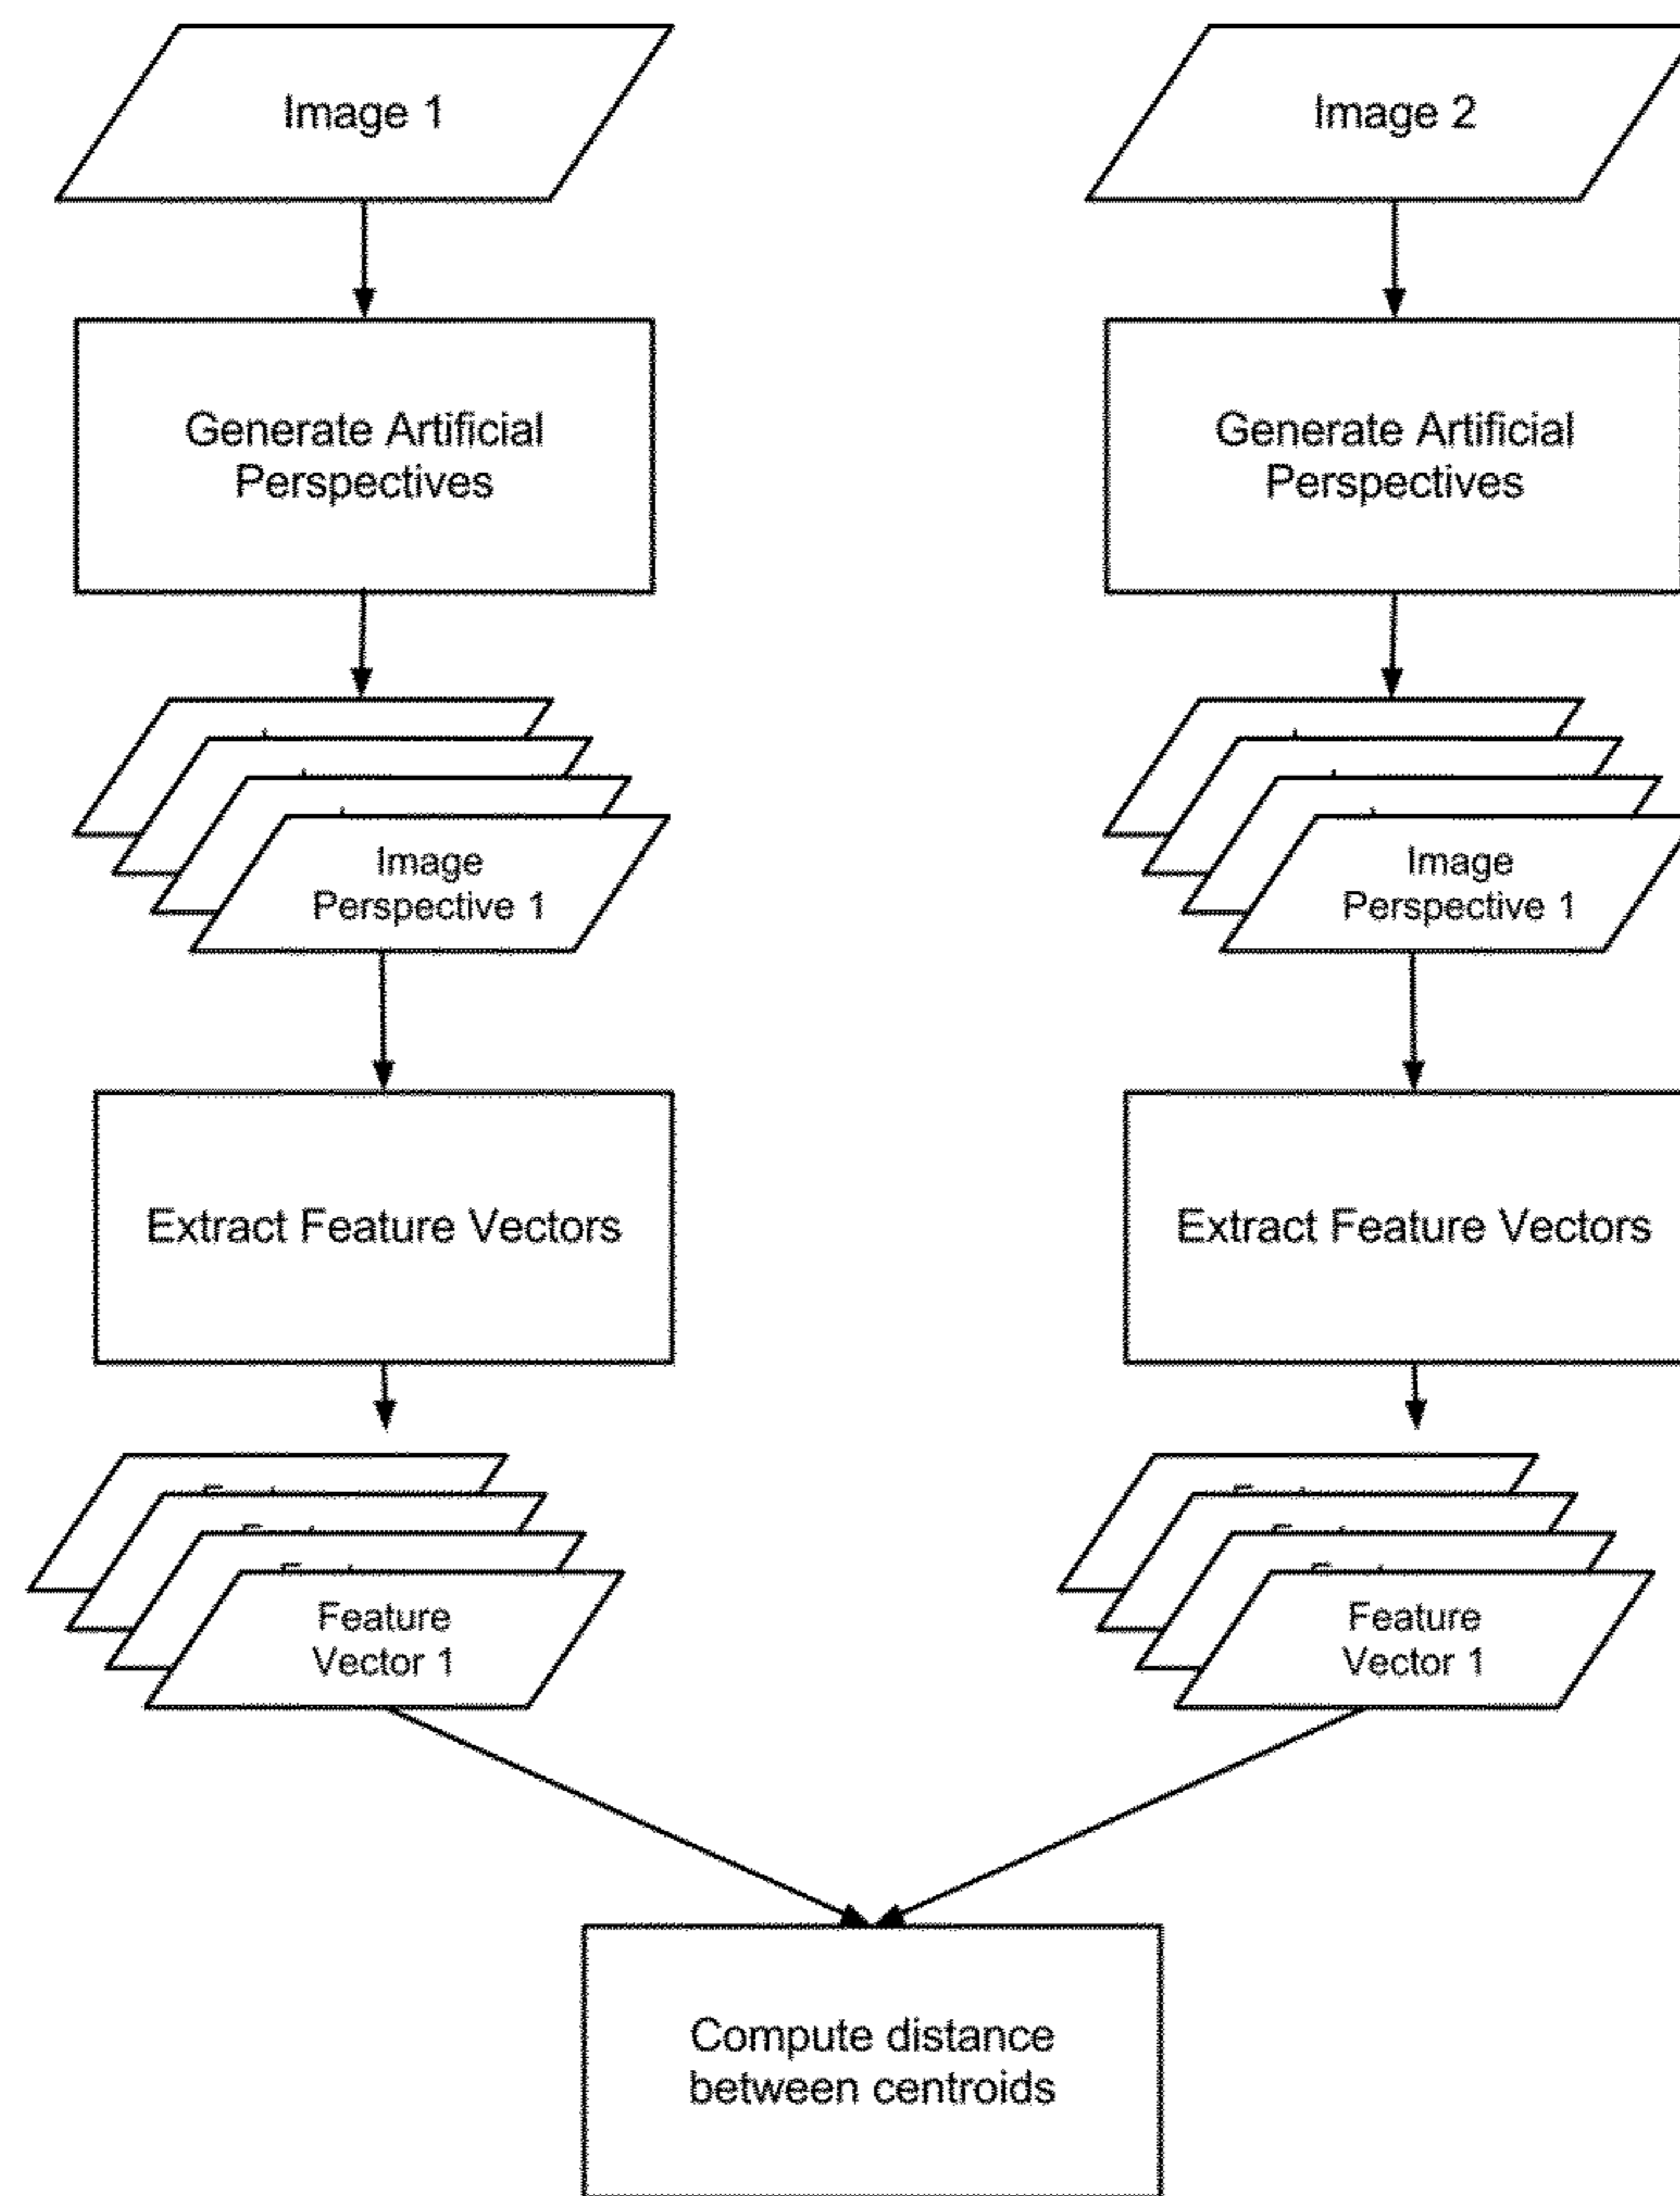 Image 1
Image 2
Generate Artificial
Perspectives
Generate Artificial
Perspectives
Image
Perspective 1
Image
Perspective 1
Extract Feature Vectors
Extract Feature Vectors
Feature
Vector 1
Feature
Vector 1
Compute distance
between centroids